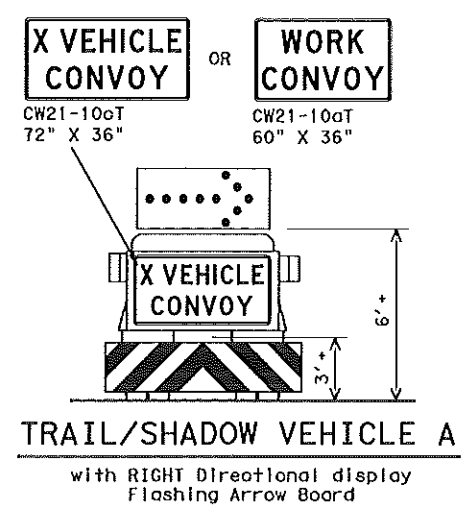 X VEHICLE
CONVOY
OR
WORK
CONVOY
CW21-10cT
72" X 36"
CW21-10aT
60" X 36"
X VEHICLE
CONVOY
6' +
3' +
TRAIL/SHADOW VEHICLE A
with RIGHT Directional display
Flashing Arrow Board